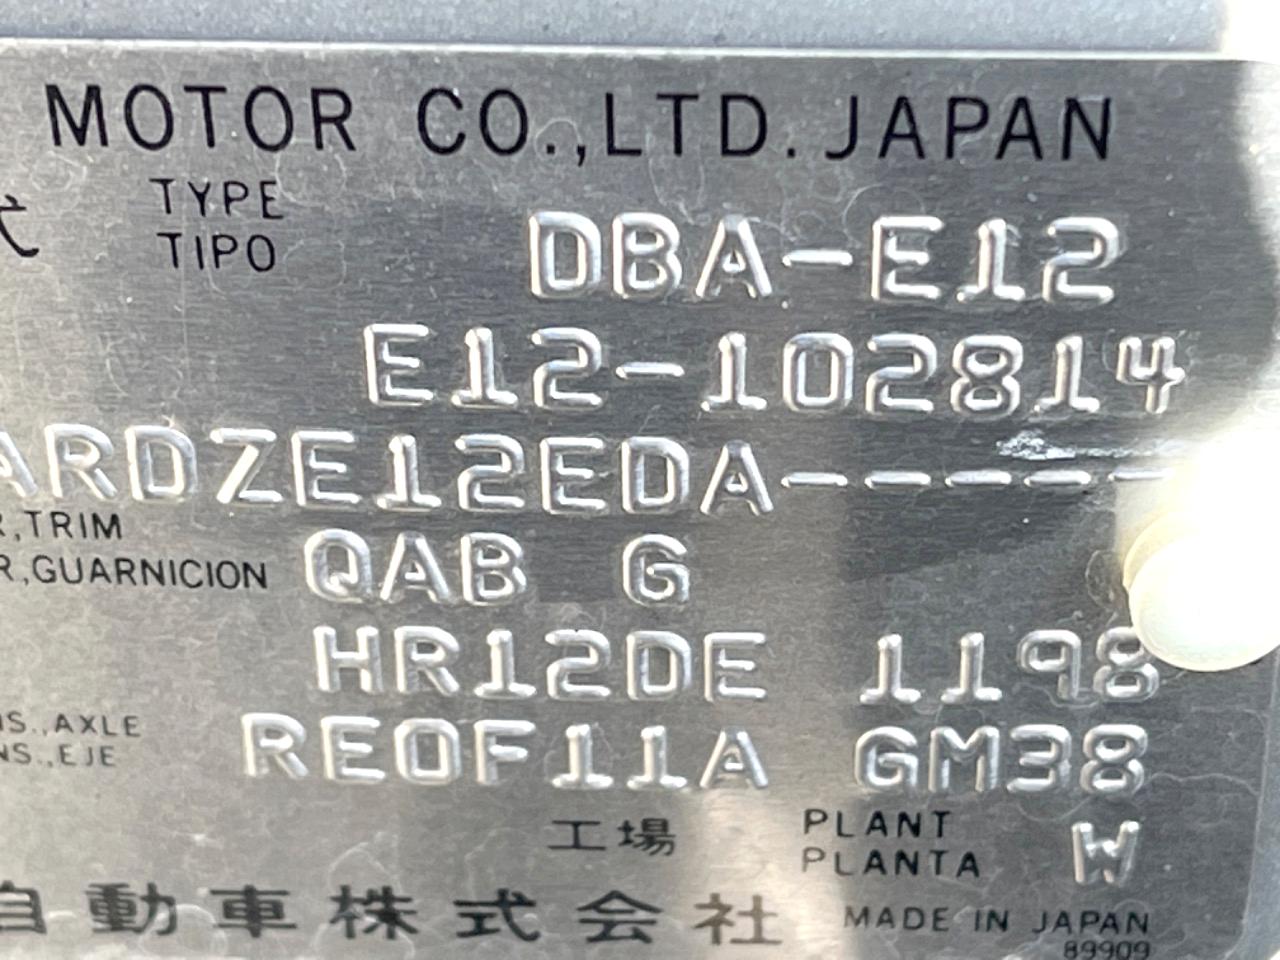 MOTOR CO.,LTD.JAPAN
式 TYPE
TIPO
DBA-E12
E12-102814
ARDZE12EDA-----
R,TRIM
R,GUARNICION
QAB G
HR12DE 1198
S.,AXLE
NS.,EJE
RE0F11A GM38
工場 PLANT
PLANTA
W
自動車株式会社 MADE IN JAPAN
89909